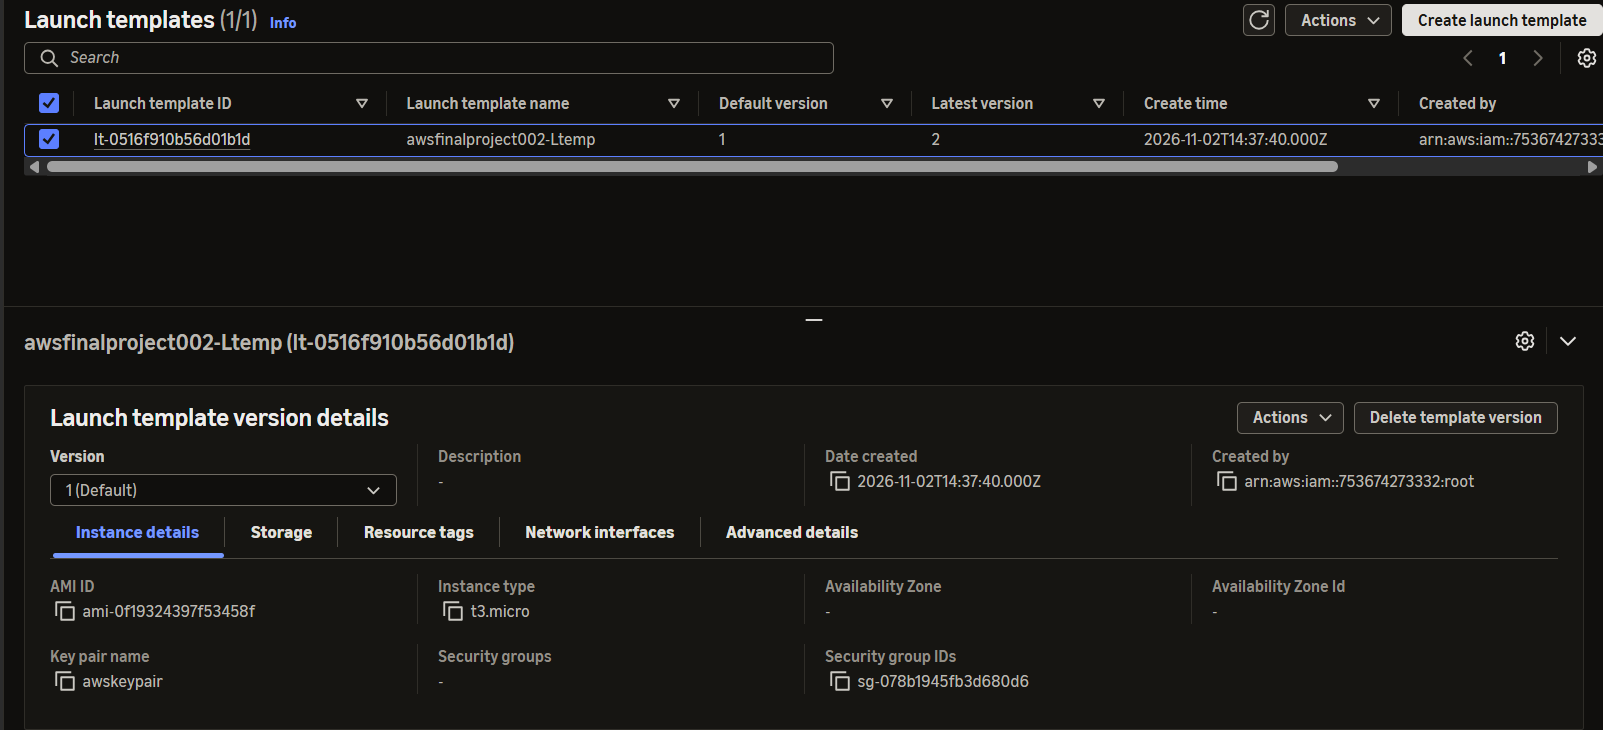 Launch templates (1/1) Info
Actions
Create launch template
Search
1
Launch template ID
Launch template name
Default version
Latest version
Create time
Created by
lt-0516f910b56d01b1d
awsfinalproject002-Ltemp
1
2
2026-11-02T14:37:40.000Z
arn:aws:iam::753674273332
awsfinalproject002-Ltemp (lt-0516f910b56d01b1d)
Launch template version details
Actions
Delete template version
Version
Description
Date created
Created by
1 (Default)
-
2026-11-02T14:37:40.000Z
arn:aws:iam::753674273332:root
Instance details
Storage
Resource tags
Network interfaces
Advanced details
AMI ID
Instance type
Availability Zone
Availability Zone Id
ami-0f19324397f53458f
t3.micro
-
-
Key pair name
Security groups
Security group IDs
awskeypair
-
sg-078b1945fb3d680d6